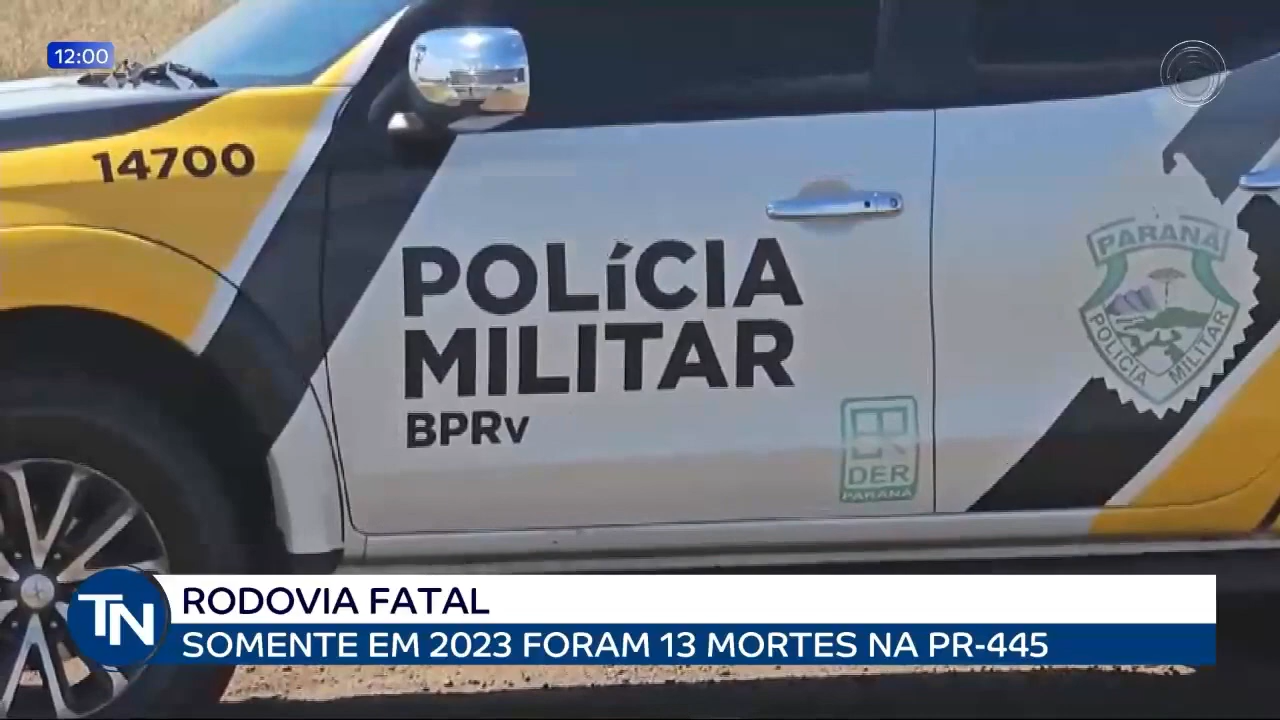 12:00
14700
POLÍCIA
MILITAR
BPRv
PARANÁ
POLÍCIA MILITAR
DER
PARANÁ
TN
RODOVIA FATAL
SOMENTE EM 2023 FORAM 13 MORTES NA PR-445